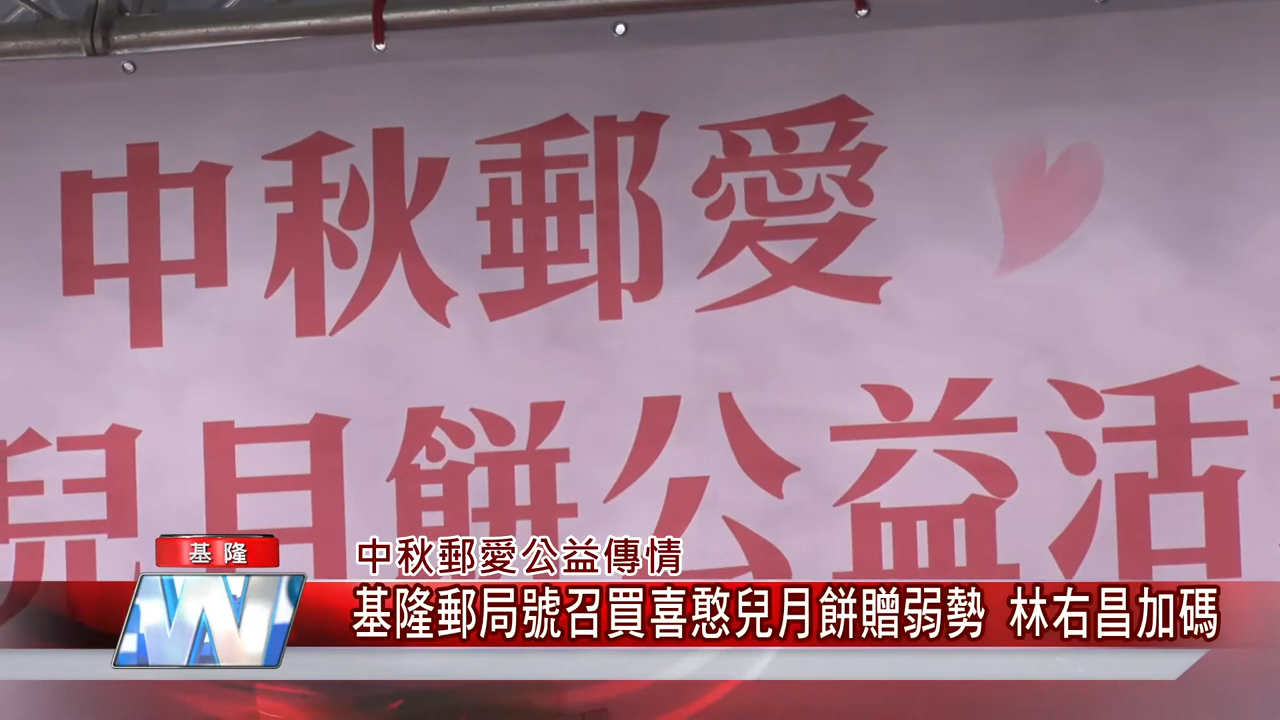 中秋郵愛
兒月餅公益活
基隆
中秋郵愛公益傳情
基隆郵局號召買喜憨兒月餅贈弱勢 林右昌加碼